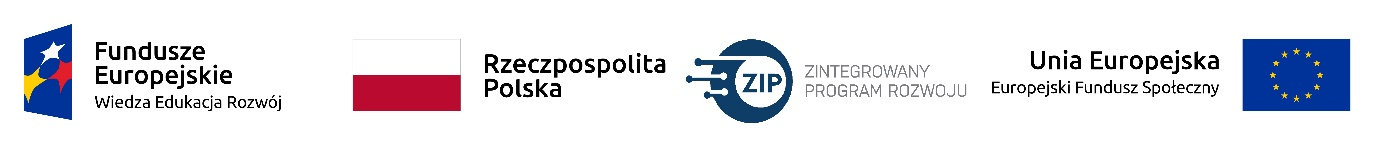 Fundusze
Europejskie
Wiedza Edukacja Rozwój
Rzeczpospolita
Polska
ZIP
ZINTEGROWANY
PROGRAM ROZWOJU
Unia Europejska
Europejski Fundusz Społeczny